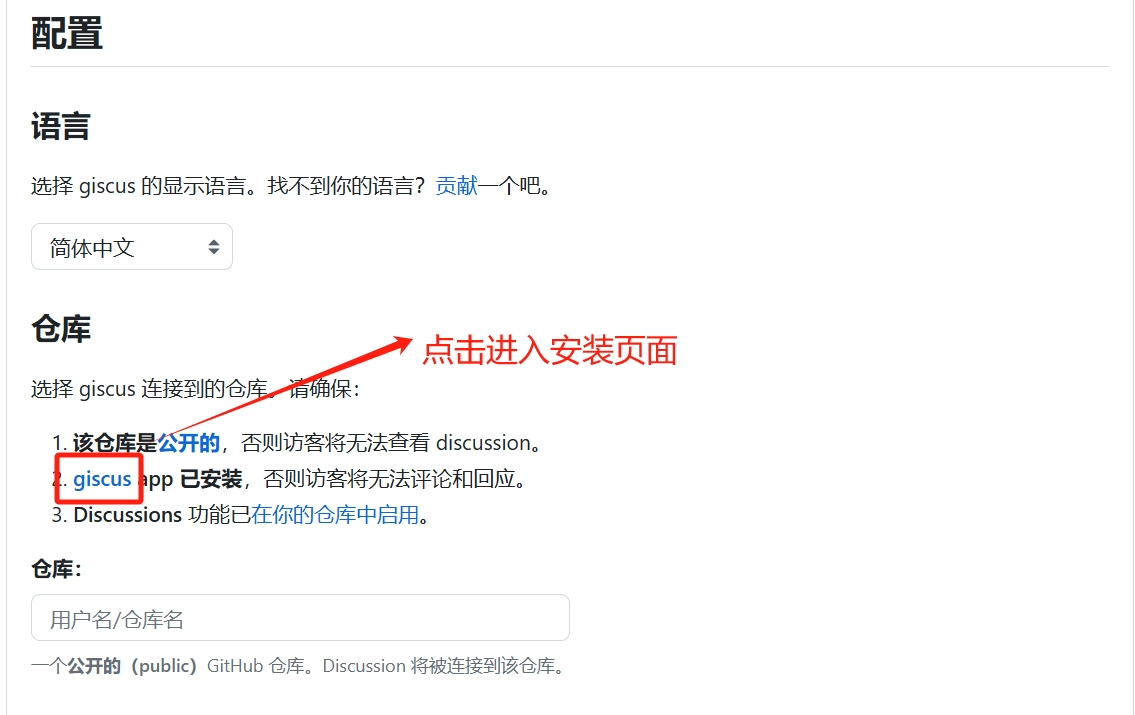 配置
语言
选择 giscus 的显示语言。找不到你的语言？贡献一个吧。
简体中文
仓库
点击进入安装页面
选择 giscus 连接到的仓库。请确保：
1. 该仓库是公开的，否则访客将无法查看 discussion。
2. giscus app 已安装，否则访客将无法评论和回应。
3. Discussions 功能已在你的仓库中启用。
仓库：
用户名/仓库名
一个公开的（public）GitHub 仓库。Discussion 将被连接到该仓库。